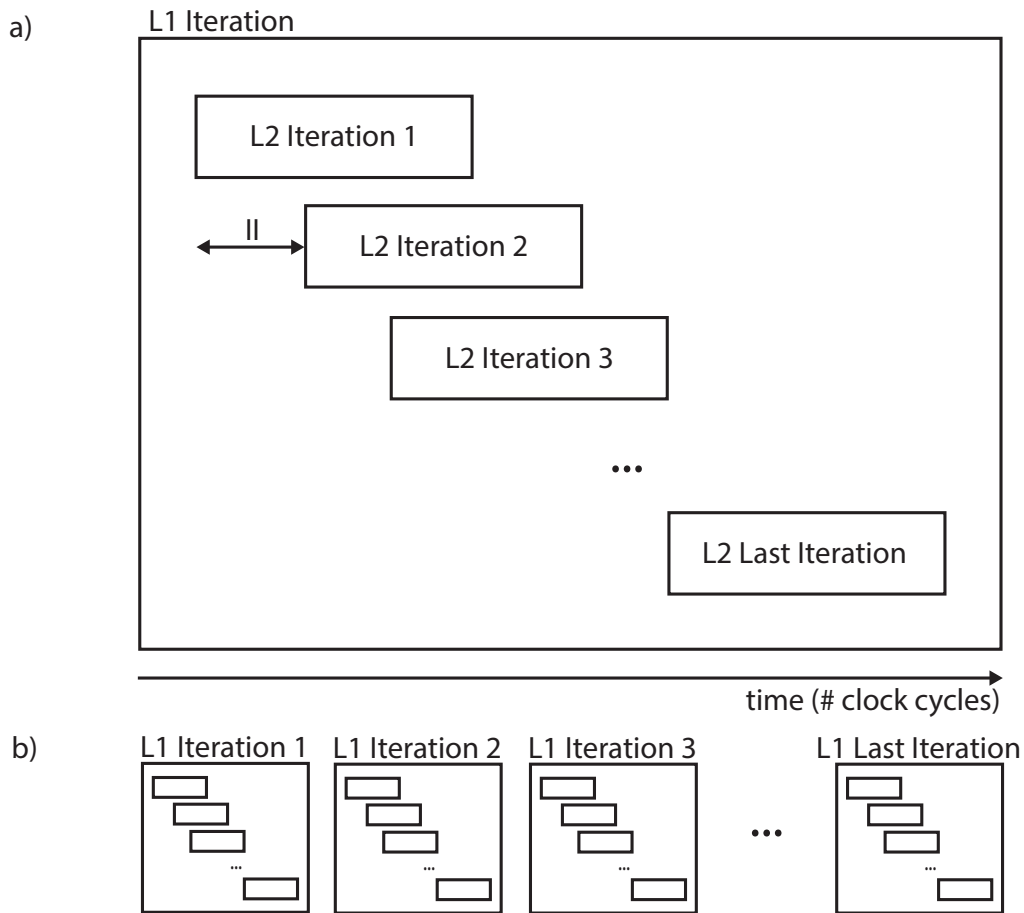 a)
L1 Iteration
L2 Iteration 1
II
L2 Iteration 2
L2 Iteration 3
...
L2 Last Iteration
time (# clock cycles)
b)
L1 Iteration 1 L1 Iteration 2 L1 Iteration 3 L1 Last Iteration
...
... ... ... ...